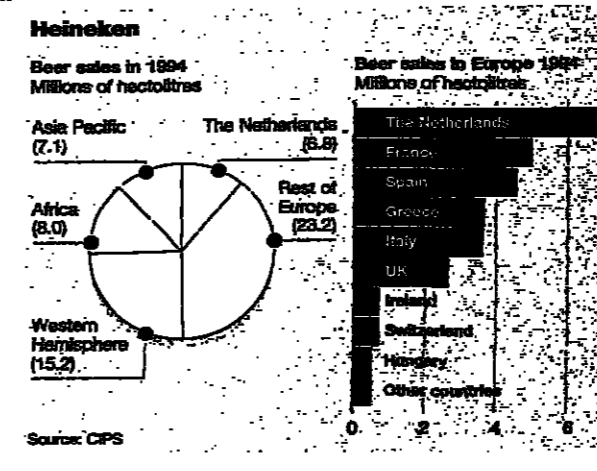 Heineken
Beer sales in 1994
Millions of hectolitres
Asia Pacific
(7.1)
The Netherlands
(6.8)
Rest of
Europe
(23.2)
Africa
(8.0)
Western
Hemisphere
(15.2)
Source: CIPS
Beer sales in Europe 1994
Millions of hectolitres
The Netherlands
France
Spain
Greece
Italy
UK
Ireland
Switzerland
Hungary
Other countries
0 2 4 6